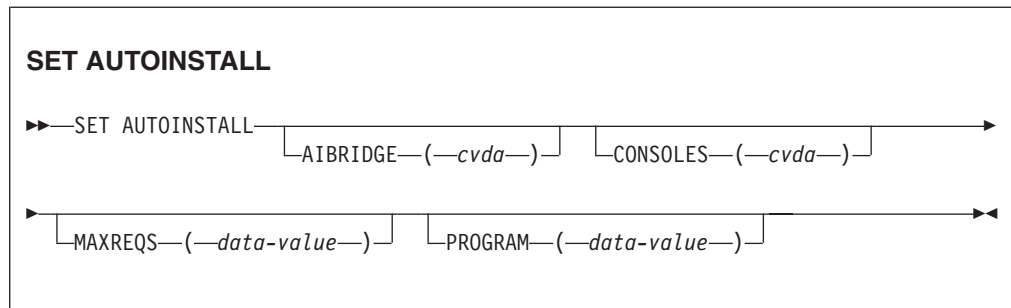 SET AUTOINSTALL
SET AUTOINSTALL
AIBRIDGE ( cvda ) CONSOLES ( cvda )
MAXREQS ( data-value ) PROGRAM ( data-value )